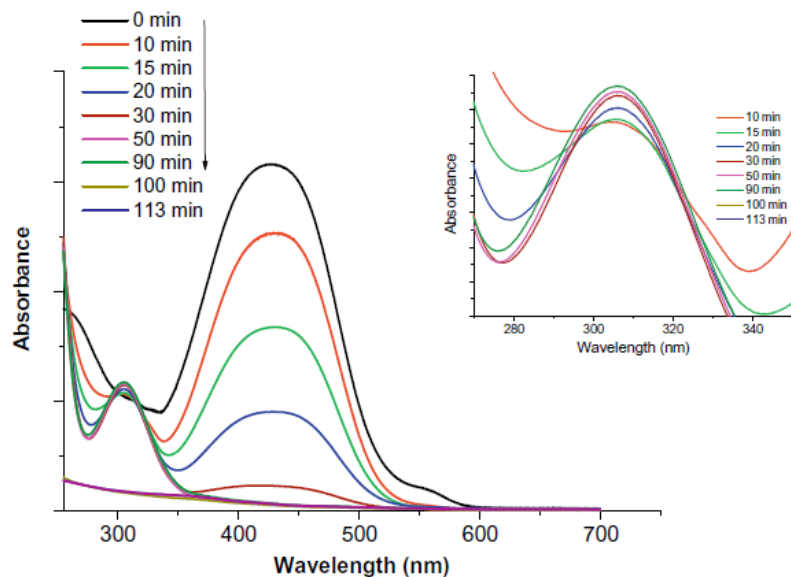 0 min
10 min
15 min
20 min
30 min
50 min
90 min
100 min
113 min
Absorbance
300
400
500
600
700
Wavelength (nm)
Absorbance
10 min
15 min
20 min
30 min
50 min
90 min
100 min
113 min
280
300
320
340
Wavelength (nm)